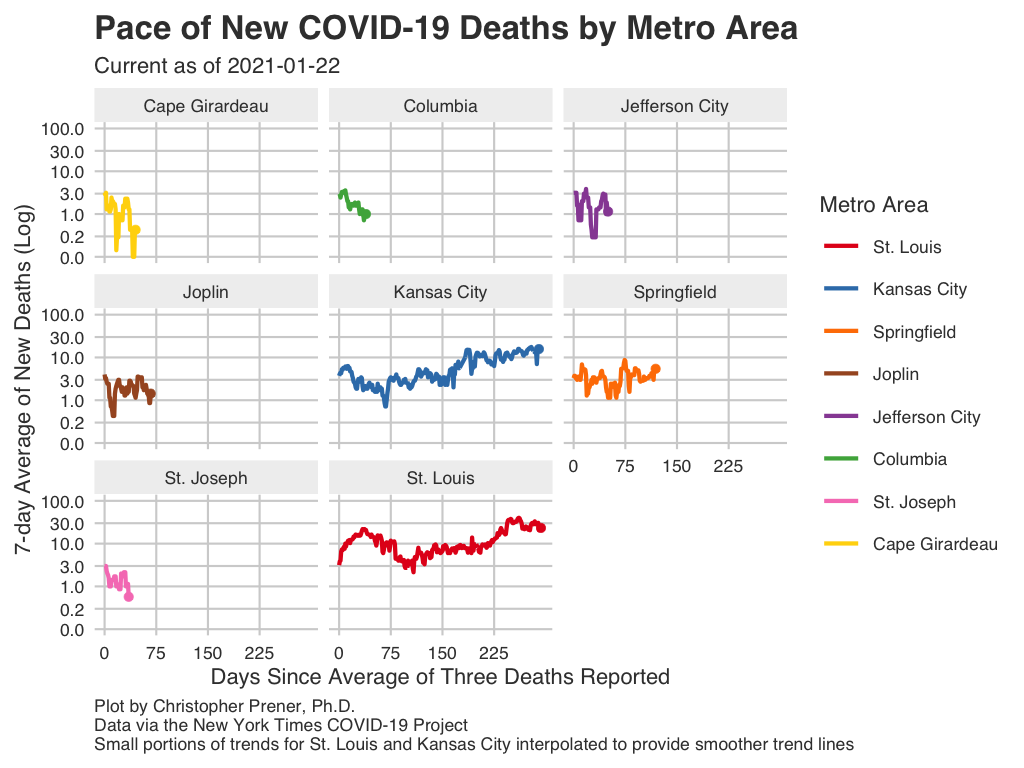 Pace of New COVID-19 Deaths by Metro Area
Current as of 2021-01-22
Cape Girardeau
Columbia
Jefferson City
100.0
30.0
10.0
3.0
1.0
0.2
0.0
Joplin
Kansas City
Springfield
100.0
30.0
10.0
3.0
1.0
0.2
0.0
0 75 150 225
St. Joseph
St. Louis
100.0
30.0
10.0
3.0
1.0
0.2
0.0
0 75 150 225
0 75 150 225
7-day Average of New Deaths (Log)
Days Since Average of Three Deaths Reported
Metro Area
St. Louis
Kansas City
Springfield
Joplin
Jefferson City
Columbia
St. Joseph
Cape Girardeau
Plot by Christopher Prener, Ph.D.
Data via the New York Times COVID-19 Project
Small portions of trends for St. Louis and Kansas City interpolated to provide smoother trend lines